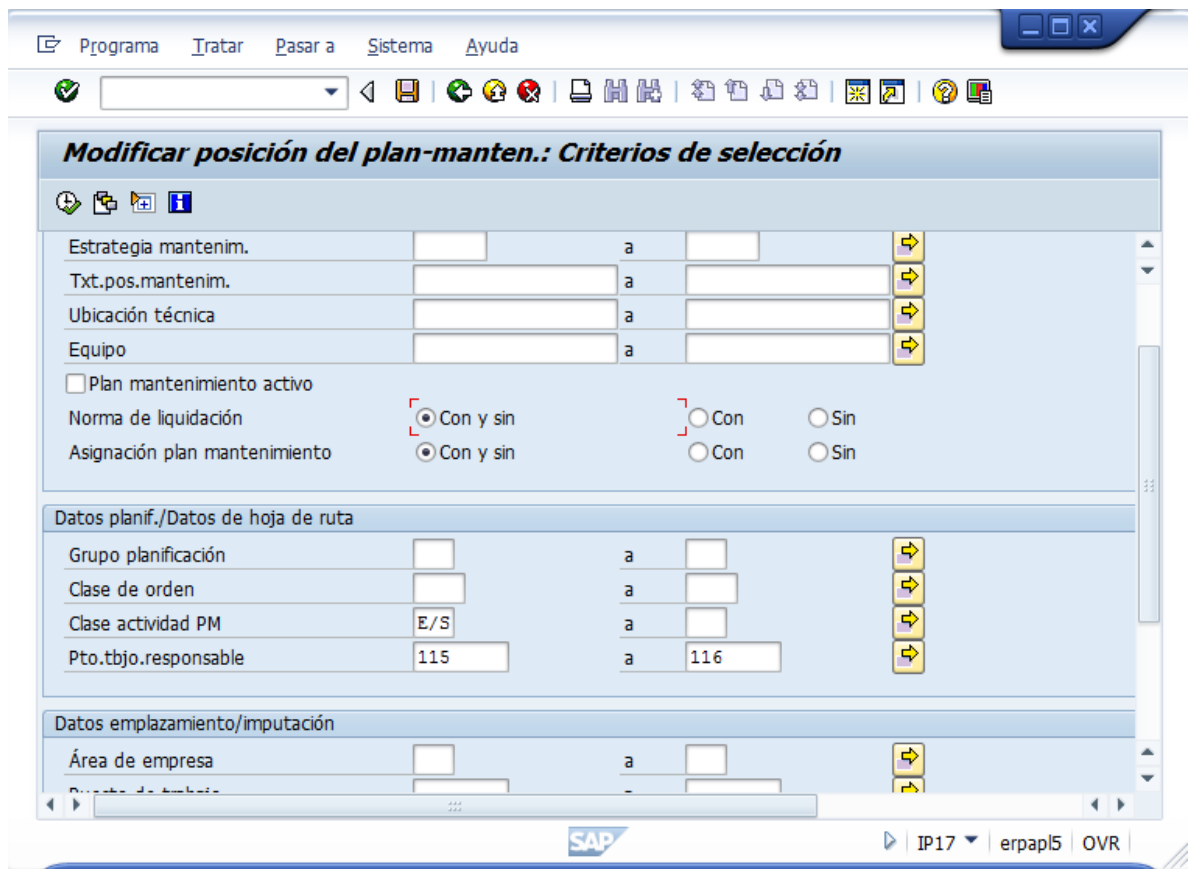 Programa Tratar Pasar a Sistema Ayuda
Modificar posición del plan-manten.: Criterios de selección
Estrategia mantenim. a
Txt.pos.mantenim. a
Ubicación técnica a
Equipo a
Plan mantenimiento activo
Norma de liquidación Con y sin Con Sin
Asignación plan mantenimiento Con y sin Con Sin
Datos planif./Datos de hoja de ruta
Grupo planificación a
Clase de orden a
Clase actividad PM E/S a
Pto.tbjo.responsable 115 a 116
Datos emplazamiento/imputación
Área de empresa a
SAP IP17 erpapl5 OVR